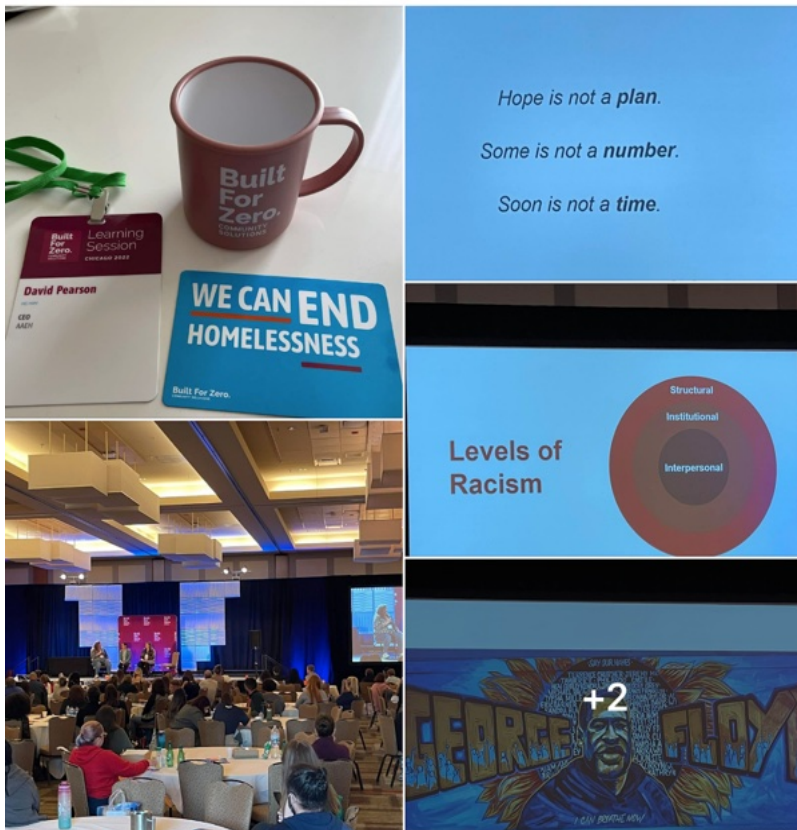 Built
For
Zero.
COMMUNITY
SOLUTIONS
Built
For
Zero.
Learning
Session
CHICAGO 2022
David Pearson
CEO
WE CAN END
HOMELESSNESS
Built For Zero.
COMMUNITY SOLUTIONS
Hope is not a plan.
Some is not a number.
Soon is not a time.
Levels of
Racism
Structural
Institutional
Interpersonal
+2
SAY OUR NAMES
GEORGE FLOYD
I CAN BREATHE NOW!